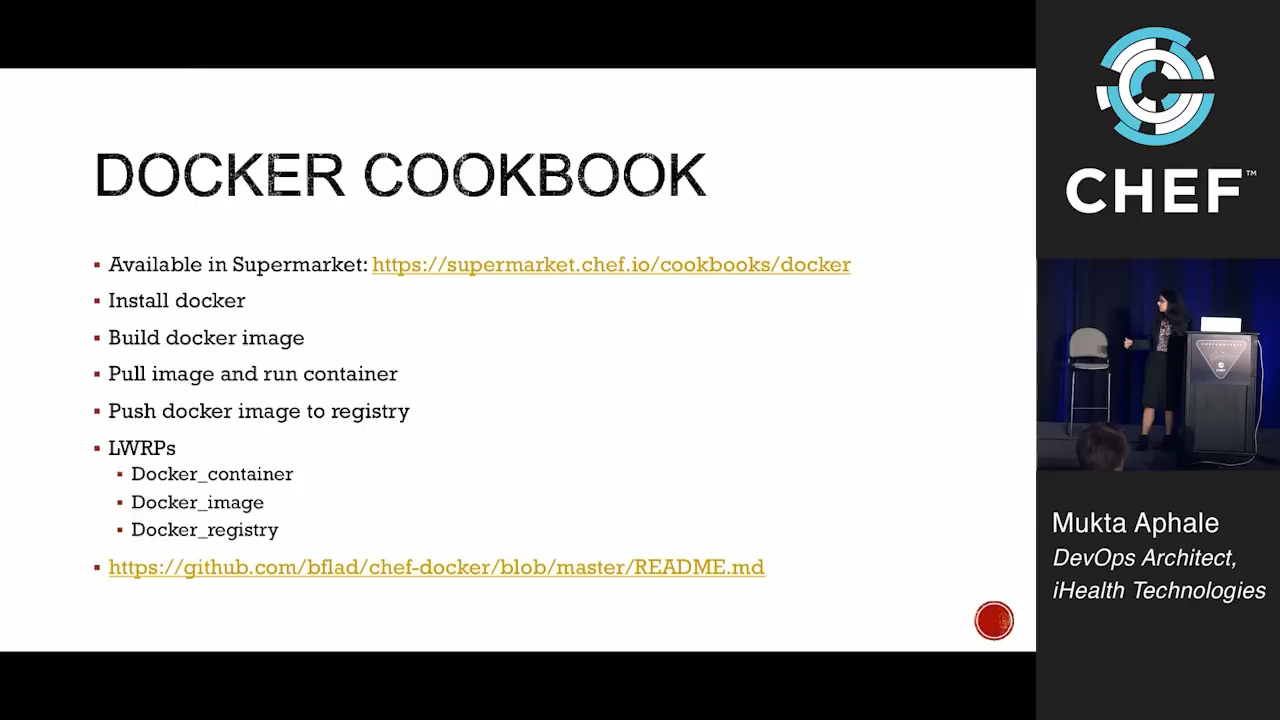 DOCKER COOKBOOK
Available in Supermarket: https://supermarket.chef.io/cookbooks/docker
Install docker
Build docker image
Pull image and run container
Push docker image to registry
LWRPs
Docker_container
Docker_image
Docker_registry
https://github.com/bflad/chef-docker/blob/master/README.md
CHEF™
Mukta Aphale
DevOps Architect,
iHealth Technologies